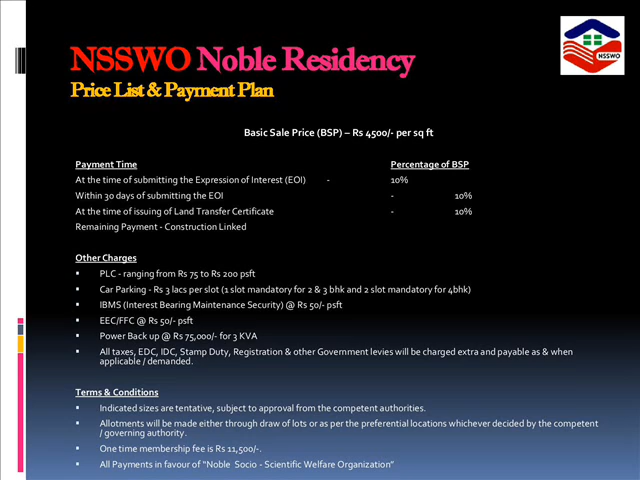 NSSWO Noble Residency
Price List & Payment Plan
NSSWO
Basic Sale Price (BSP) – Rs 4500/- per sq ft
Payment Time Percentage of BSP
At the time of submitting the Expression of Interest (EOI) - 10%
Within 30 days of submitting the EOI - 10%
At the time of issuing of Land Transfer Certificate - 10%
Remaining Payment - Construction Linked
Other Charges
▪ PLC - ranging from Rs 75 to Rs 200 psft
▪ Car Parking - Rs 3 lacs per slot (1 slot mandatory for 2 & 3 bhk and 2 slot mandatory for 4bhk)
▪ IBMS (Interest Bearing Maintenance Security) @ Rs 50/- psft
▪ EEC/FFC @ Rs 50/- psft
▪ Power Back up @ Rs 75,000/- for 3 KVA
▪ All taxes, EDC, IDC, Stamp Duty, Registration & other Government levies will be charged extra and payable as & when
applicable / demanded.
Terms & Conditions
▪ Indicated sizes are tentative, subject to approval from the competent authorities.
▪ Allotments will be made either through draw of lots or as per the preferential locations whichever decided by the competent
/ governing authority.
▪ One time membership fee is Rs 11,500/-.
▪ All Payments in favour of "Noble Socio - Scientific Welfare Organization"